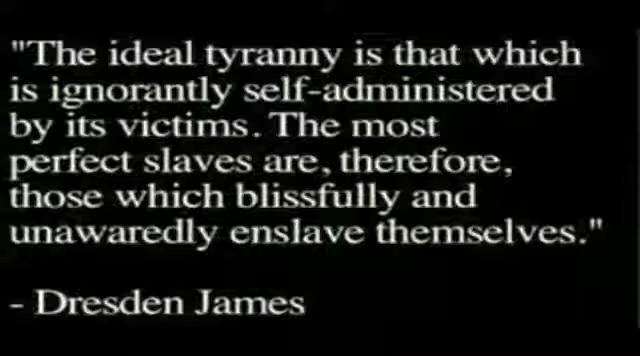 "The ideal tyranny is that which
is ignorantly self-administered
by its victims. The most
perfect slaves are, therefore,
those which blissfully and
unawaredly enslave themselves."
- Dresden James